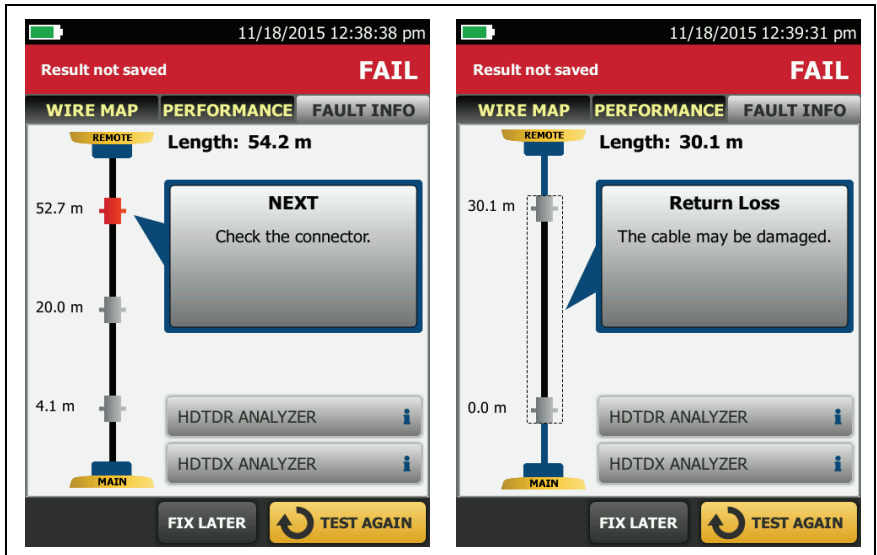 11/18/2015 12:38:38 pm
Result not saved FAIL
WIRE MAP PERFORMANCE FAULT INFO
REMOTE
Length: 54.2 m
52.7 m
NEXT
Check the connector.
20.0 m
4.1 m
HDTDR ANALYZER i
HDTDX ANALYZER i
MAIN
FIX LATER TEST AGAIN
11/18/2015 12:39:31 pm
Result not saved FAIL
WIRE MAP PERFORMANCE FAULT INFO
REMOTE
Length: 30.1 m
30.1 m
Return Loss
The cable may be damaged.
0.0 m
HDTDR ANALYZER i
HDTDX ANALYZER i
MAIN
FIX LATER TEST AGAIN